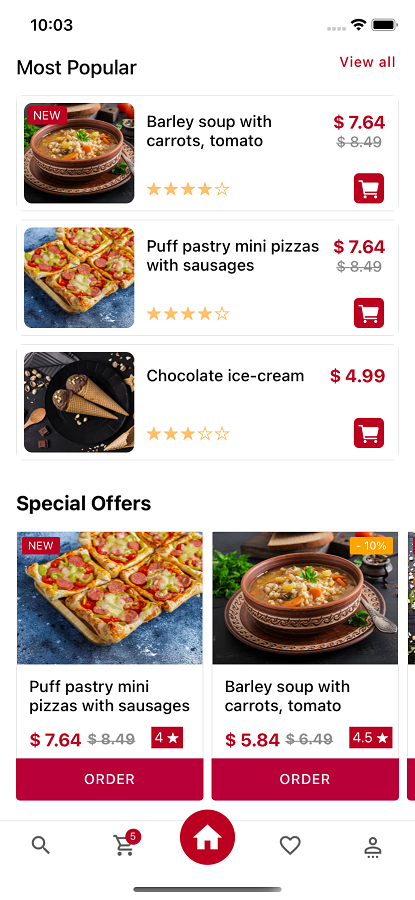 10:03
Most Popular
View all
NEW
Barley soup with
carrots, tomato
$ 7.64
$ 8.49
Puff pastry mini pizzas
with sausages
$ 7.64
$ 8.49
Chocolate ice-cream
$ 4.99
Special Offers
NEW
Puff pastry mini
pizzas with sausages
$ 7.64 $ 8.49 4 ★
ORDER
- 10%
Barley soup with
carrots, tomato
$ 5.84 $ 6.49 4.5 ★
ORDER
5